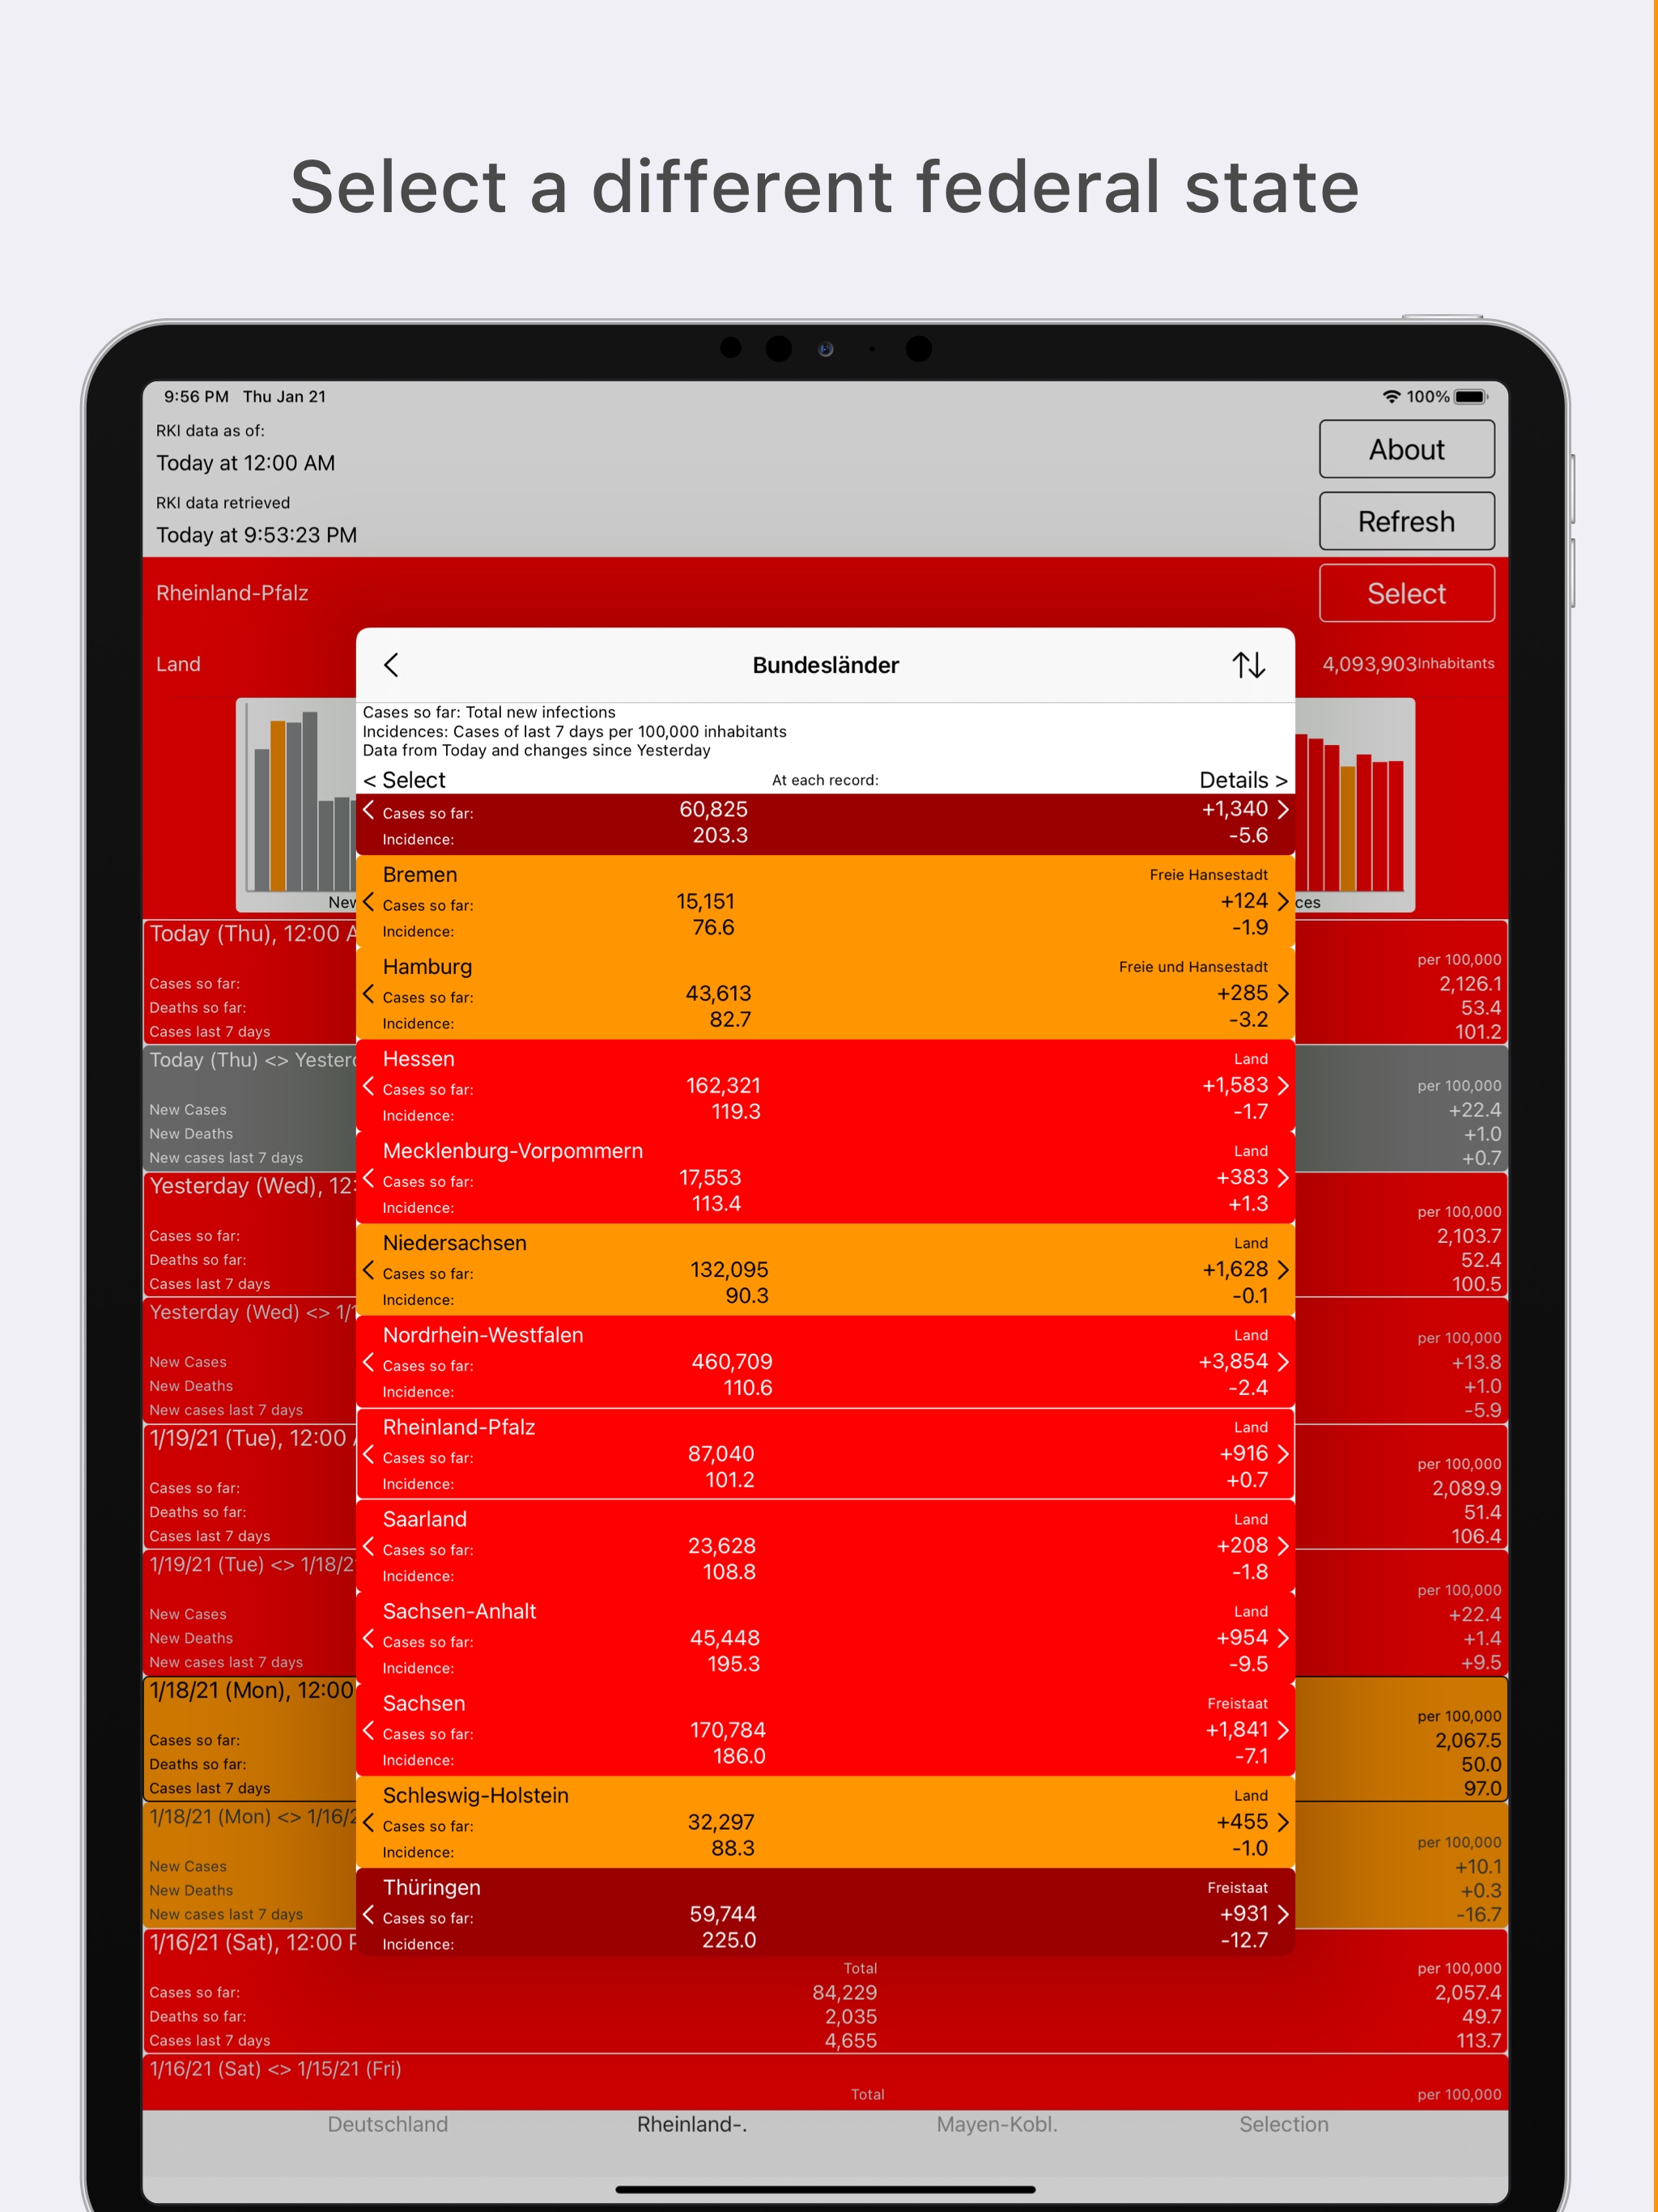 Select a different federal state
9:56 PM Thu Jan 21
100%
RKI data as of:
Today at 12:00 AM
About
RKI data retrieved
Today at 9:53:23 PM
Refresh
Rheinland-Pfalz
Select
Land
4,093,903 Inhabitants
Bundesländer
Cases so far: Total new infections
Incidences: Cases of last 7 days per 100,000 inhabitants
Data from Today and changes since Yesterday
< Select At each record: Details >
Cases so far: 60,825 +1,340
Incidence: 203.3 -5.6
Bremen Freie Hansestadt
Cases so far: 15,151 +124
Incidence: 76.6 -1.9
Hamburg Freie und Hansestadt
Cases so far: 43,613 +285
Incidence: 82.7 -3.2
Hessen Land
Cases so far: 162,321 +1,583
Incidence: 119.3 -1.7
Mecklenburg-Vorpommern Land
Cases so far: 17,553 +383
Incidence: 113.4 +1.3
Niedersachsen Land
Cases so far: 132,095 +1,628
Incidence: 90.3 -0.1
Nordrhein-Westfalen Land
Cases so far: 460,709 +3,854
Incidence: 110.6 -2.4
Rheinland-Pfalz Land
Cases so far: 87,040 +916
Incidence: 101.2 +0.7
Saarland Land
Cases so far: 23,628 +208
Incidence: 108.8 -1.8
Sachsen-Anhalt Land
Cases so far: 45,448 +954
Incidence: 195.3 -9.5
Sachsen Freistaat
Cases so far: 170,784 +1,841
Incidence: 186.0 -7.1
Schleswig-Holstein Land
Cases so far: 32,297 +455
Incidence: 88.3 -1.0
Thüringen Freistaat
Cases so far: 59,744 +931
Incidence: 225.0 -12.7
Today (Thu), 12:00
per 100,000
Cases so far: 2,126.1
Deaths so far: 53.4
Cases last 7 days 101.2
Today (Thu) <>
per 100,000
New Cases +22.4
New Deaths +1.0
New cases last 7 days +0.7
Yesterday (Wed),
per 100,000
Cases so far: 2,103.7
Deaths so far: 52.4
Cases last 7 days 100.5
Yesterday (Wed) <>
per 100,000
New Cases +13.8
New Deaths +1.0
New cases last 7 days -5.9
1/19/21 (Tue), 12:00
per 100,000
Cases so far: 2,089.9
Deaths so far: 51.4
Cases last 7 days 106.4
1/19/21 (Tue) <> 1/18/2
per 100,000
New Cases +22.4
New Deaths +1.4
New cases last 7 days +9.5
1/18/21 (Mon), 12:00
per 100,000
Cases so far: 2,067.5
Deaths so far: 50.0
Cases last 7 days 97.0
1/18/21 (Mon) <> 1/16/2
per 100,000
New Cases +10.1
New Deaths +0.3
New cases last 7 days -16.7
1/16/21 (Sat), 12:00
Total per 100,000
Cases so far: 84,229 2,057.4
Deaths so far: 2,035 49.7
Cases last 7 days 4,655 113.7
1/16/21 (Sat) <> 1/15/21 (Fri)
Total per 100,000
Deutschland Rheinland-. Mayen-Kobl. Selection